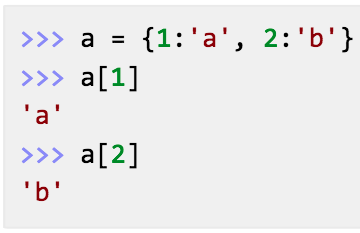 >>> a = {1:'a', 2:'b'}
>>> a[1]
'a'
>>> a[2]
'b'